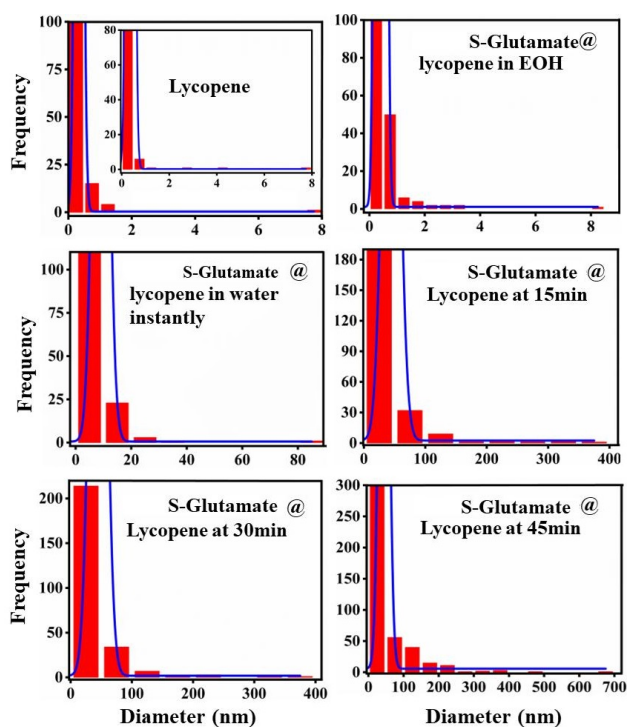 100
75
50
25
0
0 2 4 6 8
Frequency
80
60
40
20
0
0 2 4 6 8
Lycopene
100
80
60
40
20
0
0 2 4 6 8
S-Glutamate@
lycopene in EOH
100
75
50
25
0
0 20 40 60 80
Frequency
S-Glutamate @
lycopene in water
instantly
180
150
120
90
60
30
0
0 100 200 300 400
S-Glutamate @
Lycopene at 15min
200
150
100
50
0
0 100 200 300 400
Frequency
Diameter (nm)
S-Glutamate @
Lycopene at 30min
300
250
200
150
100
50
0
0 100 200 300 400 500 600 700
Diameter (nm)
S-Glutamate @
Lycopene at 45min